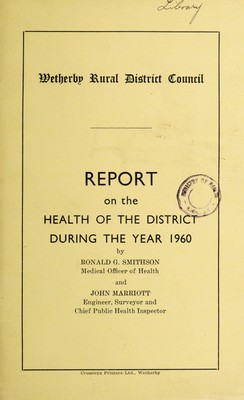 Library
Wetherby Rural District Council
REPORT
on the
HEALTH OF THE DISTRICT
DURING THE YEAR 1960
by
RONALD G. SMITHSON
Medical Officer of Health
and
JOHN MARRIOTT
Engineer, Surveyor and
Chief Public Health Inspector
Crossleys Printers Ltd., Wetherby